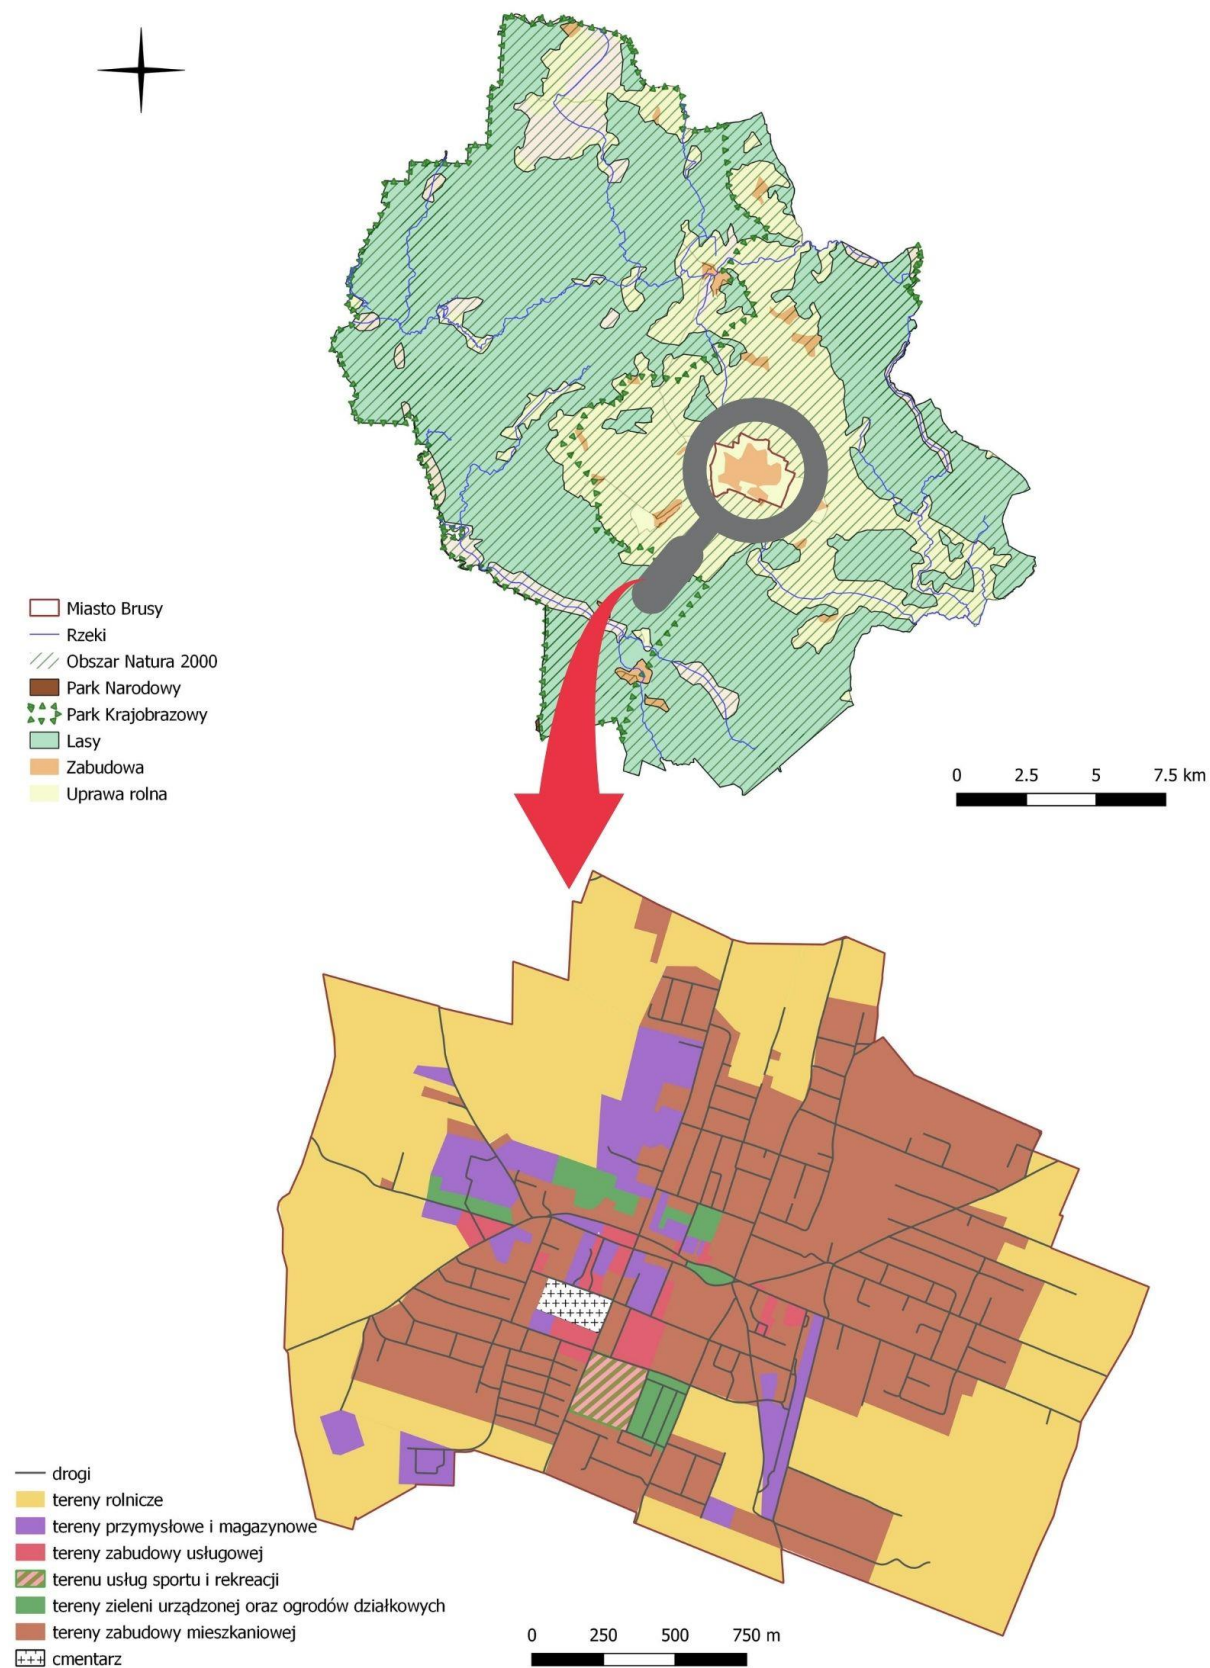 Miasto Brusy
Rzeki
Obszar Natura 2000
Park Narodowy
Park Krajobrazowy
Lasy
Zabudowa
Uprawa rolna
0 2.5 5 7.5 km
drogi
tereny rolnicze
tereny przymysłowe i magazynowe
tereny zabudowy usługowej
terenu usług sportu i rekreacji
tereny zieleni urządzonej oraz ogrodów działkowych
tereny zabudowy mieszkaniowej
cmentarz
0 250 500 750 m